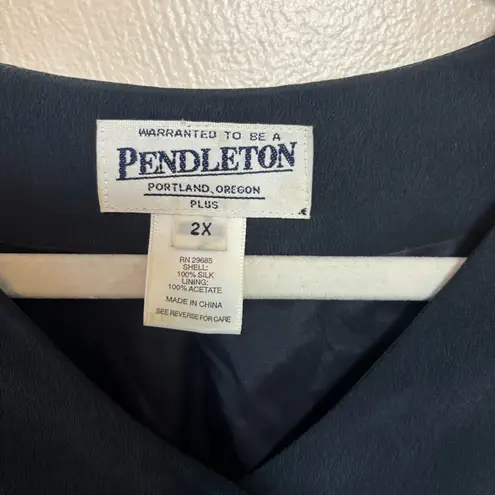 WARRANTED TO BE A
PENDLETON
PORTLAND, OREGON
PLUS
2X
RN 29685
SHELL:
100% SILK
LINING:
100% ACETATE
MADE IN CHINA
SEE REVERSE FOR CARE